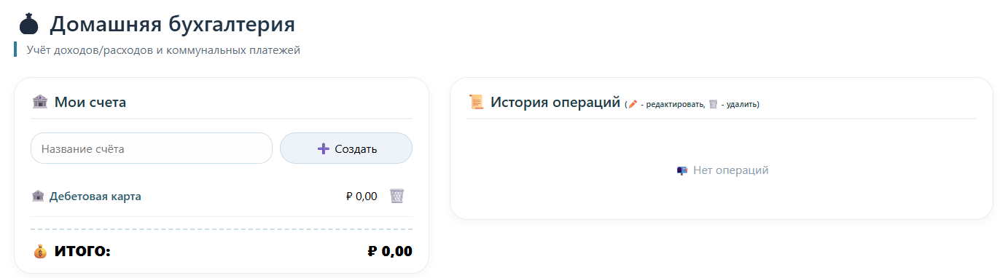 Домашняя бухгалтерия
Учёт доходов/расходов и коммунальных платежей
Мои счета
Название счёта
Создать
Дебетовая карта ₽ 0,00
ИТОГО: ₽ 0,00
История операций ( - редактировать, - удалить)
Нет операций